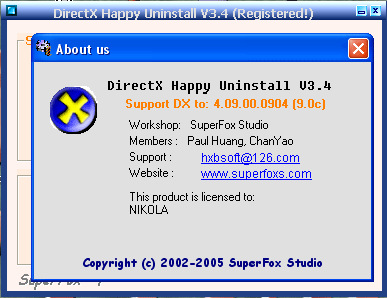 DirectX Happy Uninstall V3.4 (Registered!)
About us
DirectX Happy Uninstall V3.4
Support DX to: 4.09.00.0904 (9.0c)
Workshop: SuperFox Studio
Members : Paul Huang, ChanYao
Support : hxbsoft@126.com
Website : www.superfoxs.com
This product is licensed to:
NIKOLA
Copyright (c) 2002-2005 SuperFox Studio
SuperFox